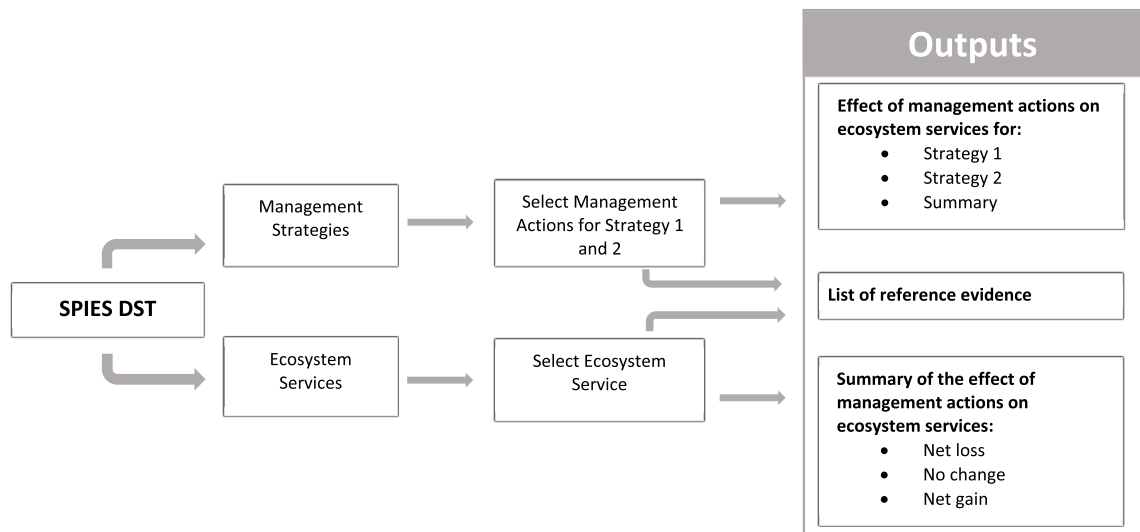 SPIES DST
Management
Strategies
Select Management
Actions for Strategy 1
and 2
Ecosystem
Services
Select Ecosystem
Service
Outputs
Effect of management actions on
ecosystem services for:
• Strategy 1
• Strategy 2
• Summary
List of reference evidence
Summary of the effect of
management actions on
ecosystem services:
• Net loss
• No change
• Net gain